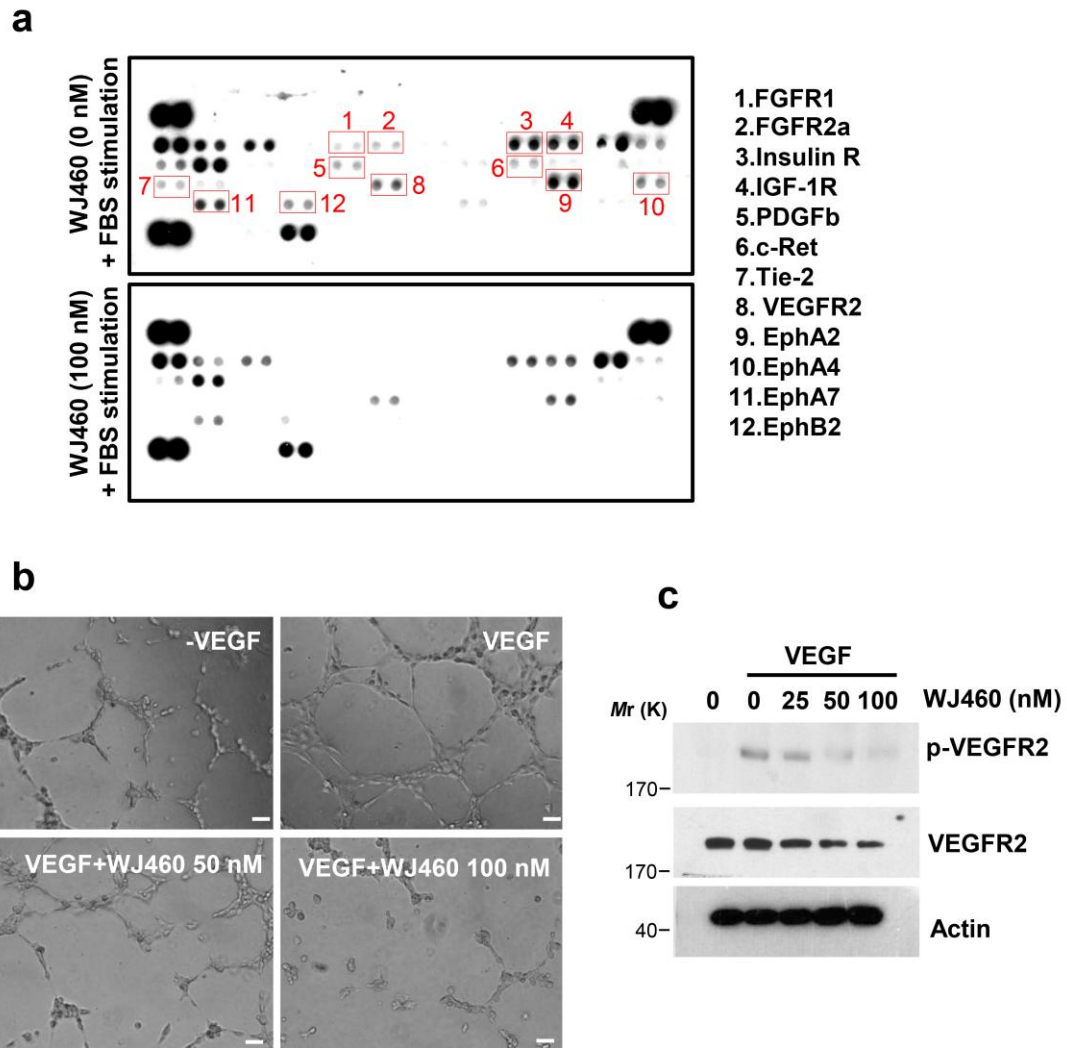 a
WJ460 (0 nM)
+ FBS stimulation
1
2
3
4
5
6
7
8
9
10
11
12
WJ460 (100 nM)
+ FBS stimulation
1.FGFR1
2.FGFR2a
3.Insulin R
4.IGF-1R
5.PDGFb
6.c-Ret
7.Tie-2
8. VEGFR2
9. EphA2
10.EphA4
11.EphA7
12.EphB2
b
-VEGF
VEGF
VEGF+WJ460 50 nM
VEGF+WJ460 100 nM
c
VEGF
Mr (K)
0 0 25 50 100 WJ460 (nM)
p-VEGFR2
170
VEGFR2
170
Actin
40